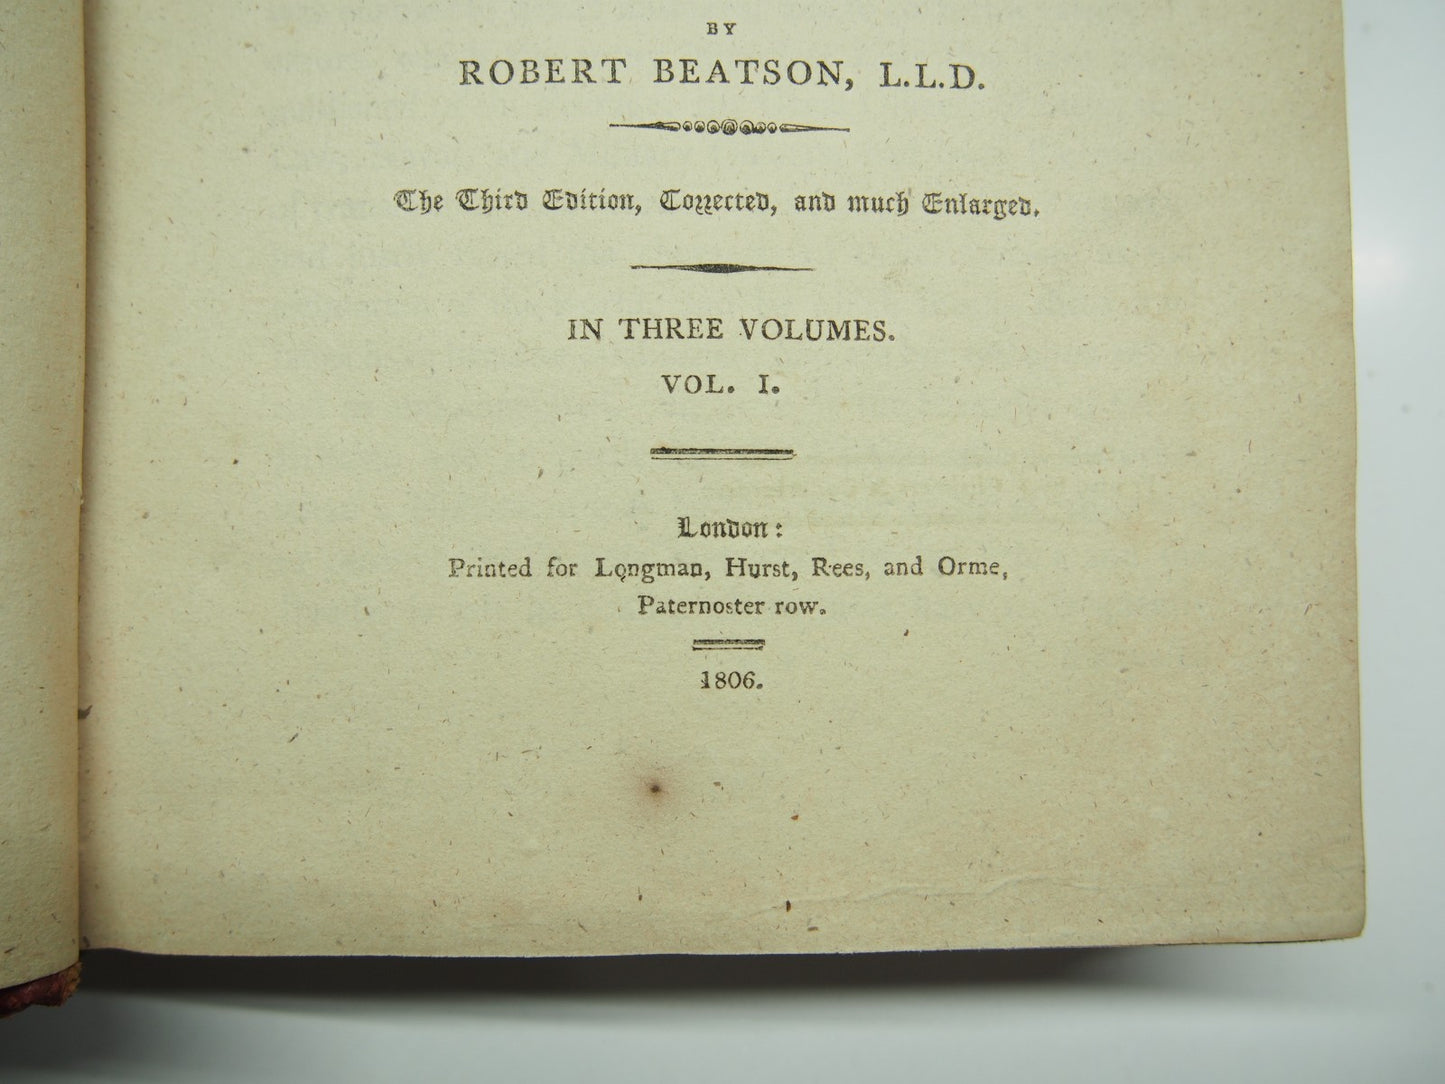 BY
ROBERT BEATSON, L.L.D.
The Third Edition, Corrected, and much Enlarged.
IN THREE VOLUMES.
VOL. I.
London:
Printed for Longman, Hurst, Rees, and Orme,
Paternoster row.
1806.